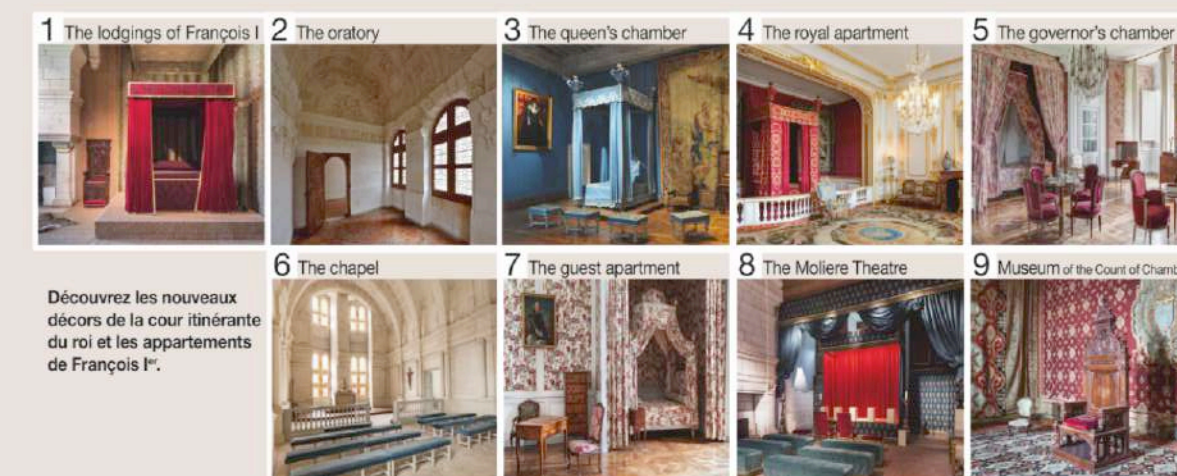 1 The lodgings of François I
2 The oratory
3 The queen's chamber
4 The royal apartment
5 The governor's chamber
6 The chapel
7 The guest apartment
8 The Moliere Theatre
9 Museum of the Count of
Découvrez les nouveaux
décors de la cour itinérante
du roi et les appartements
de François Ier.